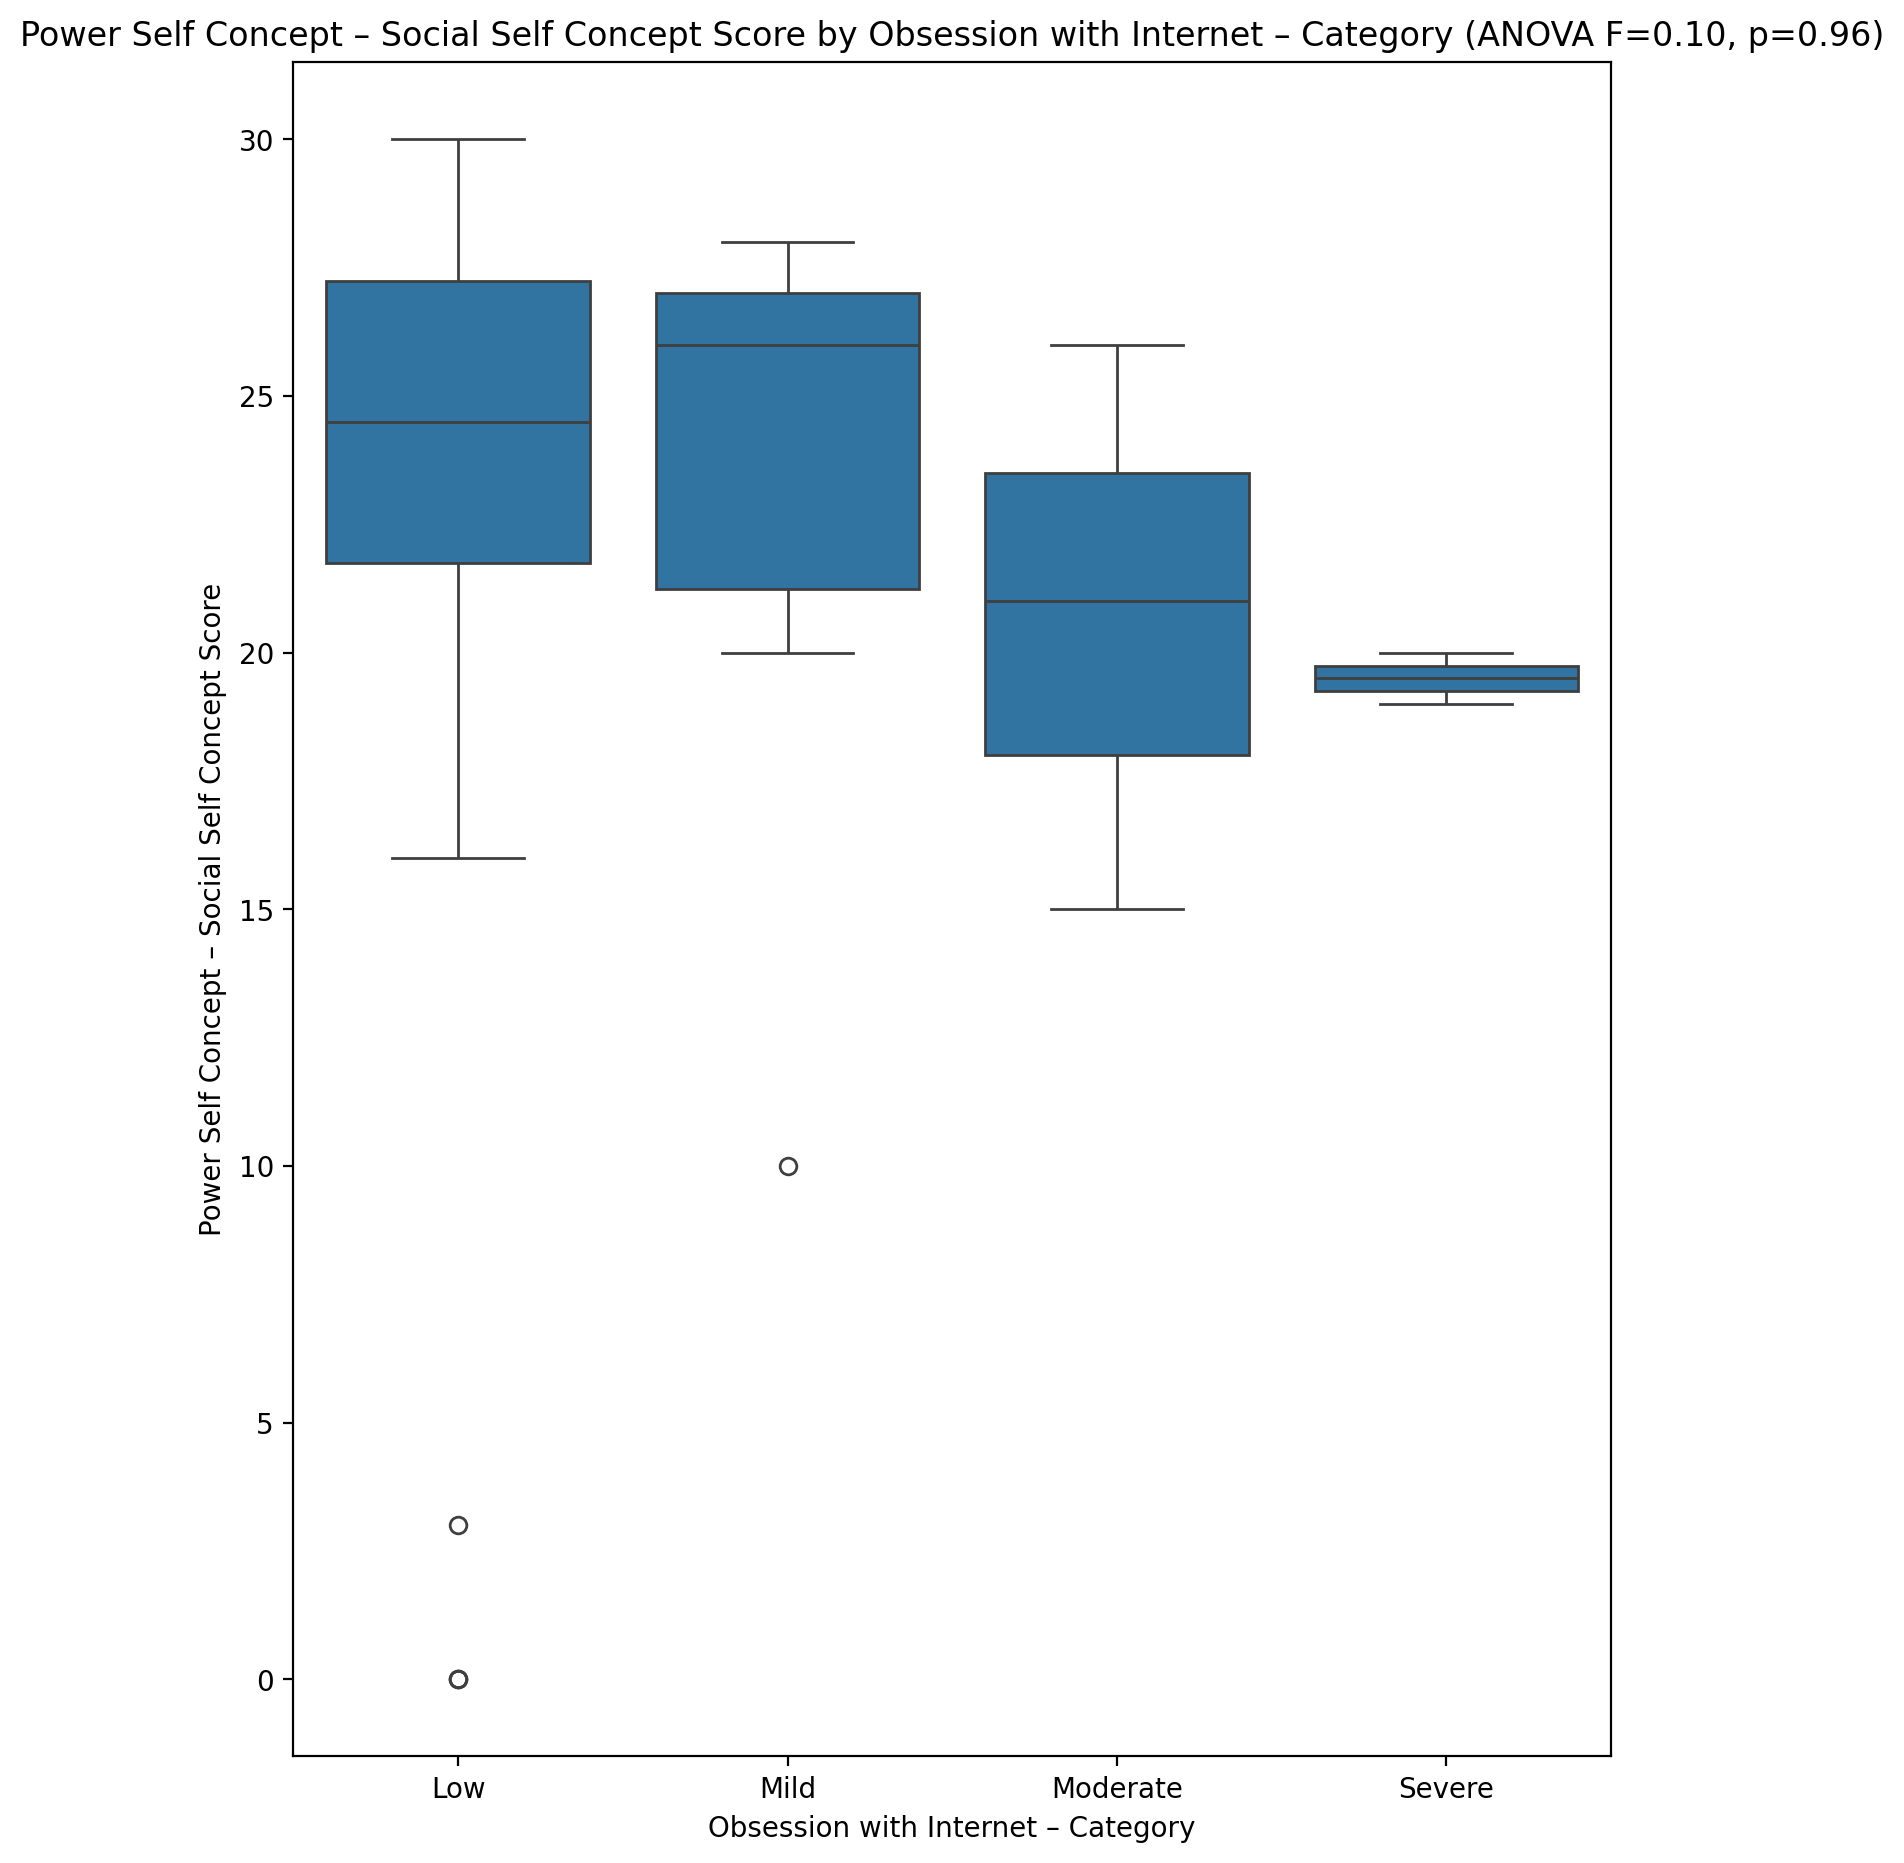 Power Self Concept – Social Self Concept Score by Obsession with Internet – Category (ANOVA F=0.10, p=0.96)
Power Self Concept – Social Self Concept Score
30
25
20
15
10
5
0
Low Mild Moderate Severe
Obsession with Internet – Category